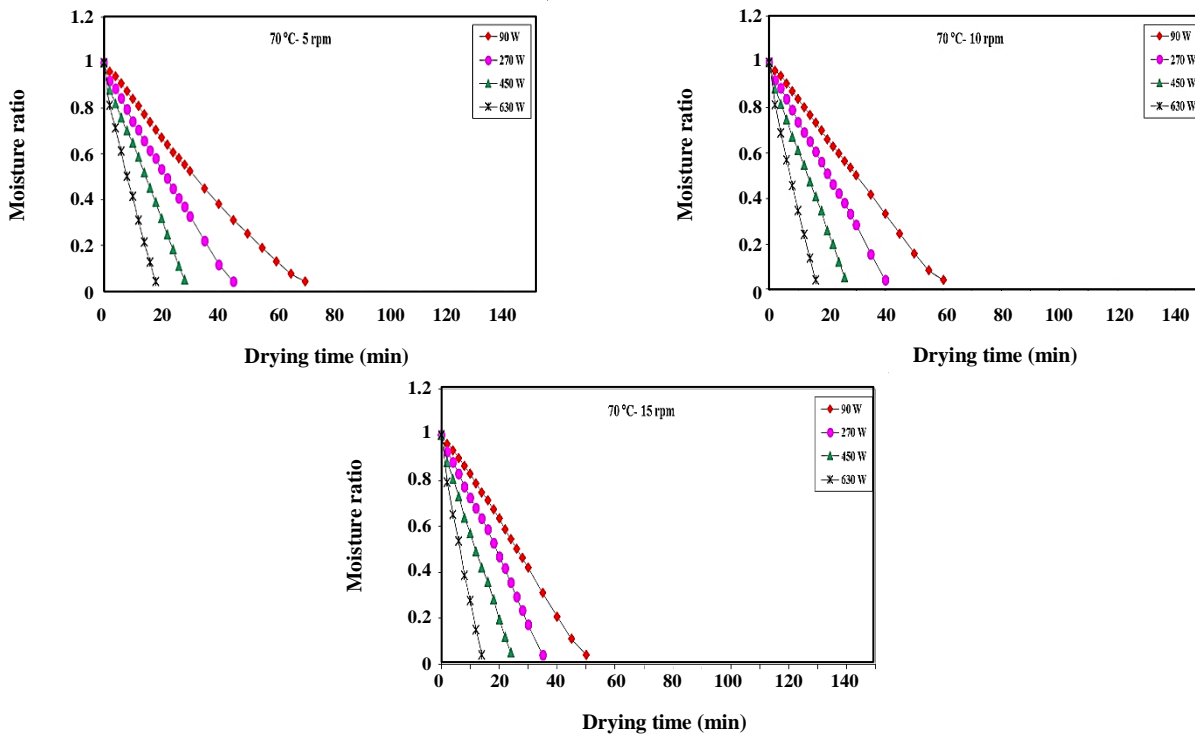 1.2
1
0.8
0.6
0.4
0.2
0
Moisture ratio
70 °C- 5 rpm
90 W
270 W
450 W
630 W
0 20 40 60 80 100 120 140
Drying time (min)
1.2
1
0.8
0.6
0.4
0.2
0
Moisture ratio
70 °C- 10 rpm
90 W
270 W
450 W
630 W
0 20 40 60 80 100 120 140
Drying time (min)
1.2
1
0.8
0.6
0.4
0.2
0
Moisture ratio
70 °C- 15 rpm
90 W
270 W
450 W
630 W
0 20 40 60 80 100 120 140
Drying time (min)